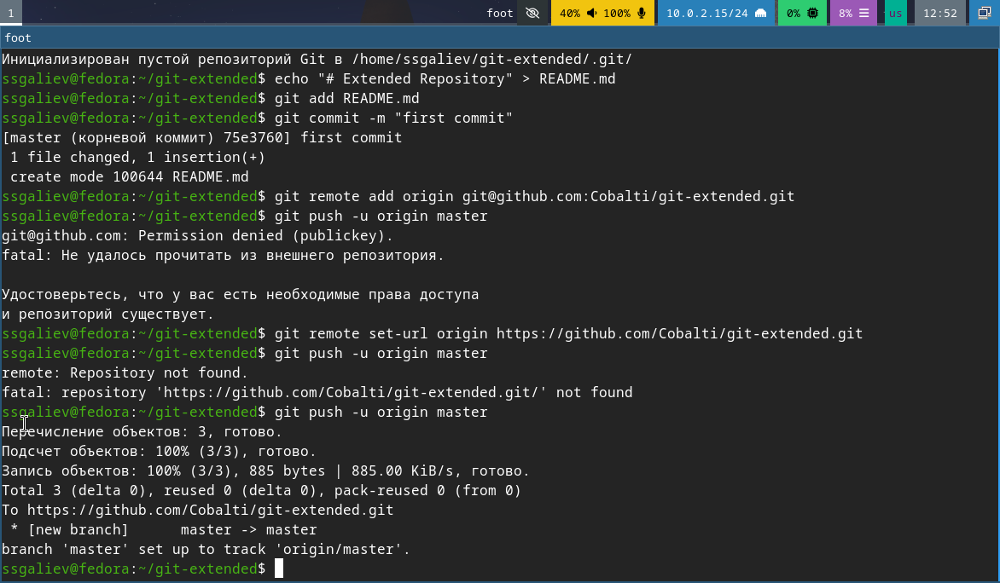 1 foot 40% 100% 10.0.2.15/24 0% 8% us 12:52
foot
Инициализирован пустой репозиторий Git в /home/ssgaliev/git-extended/.git/
ssgaliev@fedora:~/git-extended$ echo "# Extended Repository" > README.md
ssgaliev@fedora:~/git-extended$ git add README.md
ssgaliev@fedora:~/git-extended$ git commit -m "first commit"
[master (корневой коммит) 75e3760] first commit
 1 file changed, 1 insertion(+)
 create mode 100644 README.md
ssgaliev@fedora:~/git-extended$ git remote add origin git@github.com:Cobalti/git-extended.git
ssgaliev@fedora:~/git-extended$ git push -u origin master
git@github.com: Permission denied (publickey).
fatal: Не удалось прочитать из внешнего репозитория.

Удостоверьтесь, что у вас есть необходимые права доступа
и репозиторий существует.
ssgaliev@fedora:~/git-extended$ git remote set-url origin https://github.com/Cobalti/git-extended.git
ssgaliev@fedora:~/git-extended$ git push -u origin master
remote: Repository not found.
fatal: repository 'https://github.com/Cobalti/git-extended.git/' not found
ssgaliev@fedora:~/git-extended$ git push -u origin master
Перечисление объектов: 3, готово.
Подсчет объектов: 100% (3/3), готово.
Запись объектов: 100% (3/3), 885 bytes | 885.00 KiB/s, готово.
Total 3 (delta 0), reused 0 (delta 0), pack-reused 0 (from 0)
To https://github.com/Cobalti/git-extended.git
 * [new branch]      master -> master
branch 'master' set up to track 'origin/master'.
ssgaliev@fedora:~/git-extended$